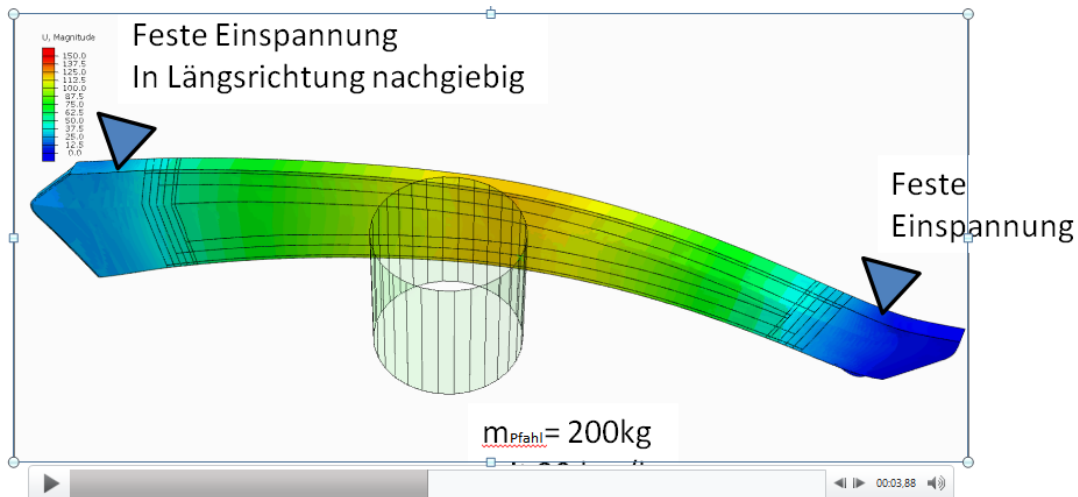 Feste Einspannung
In Längsrichtung nachgiebig
U, Magnitude
150.0
137.5
125.0
112.5
100.0
87.5
75.0
62.5
50.0
37.5
25.0
12.5
0.0
Feste
Einspannung
mPfahl= 200kg
00:03,88